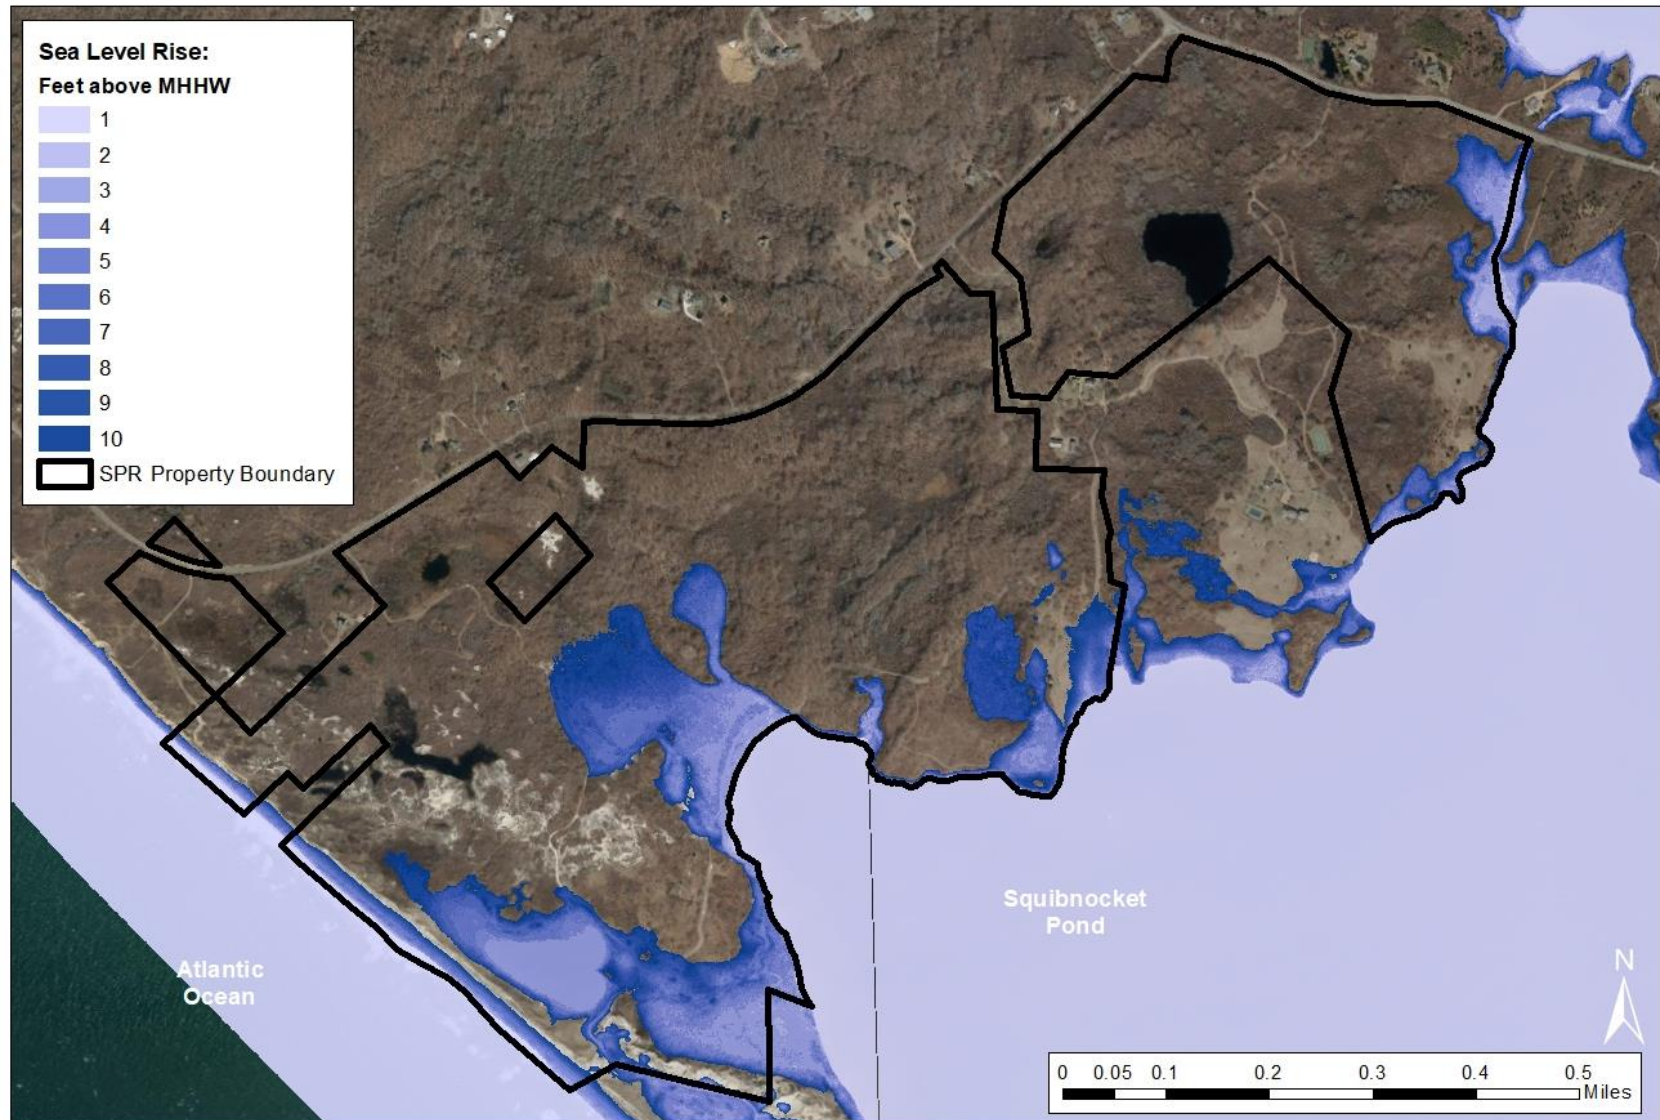 Sea Level Rise:
Feet above MHHW
1
2
3
4
5
6
7
8
9
10
SPR Property Boundary
Squibnocket
Pond
Atlantic
Ocean
N
0 0.05 0.1 0.2 0.3 0.4 0.5
Miles